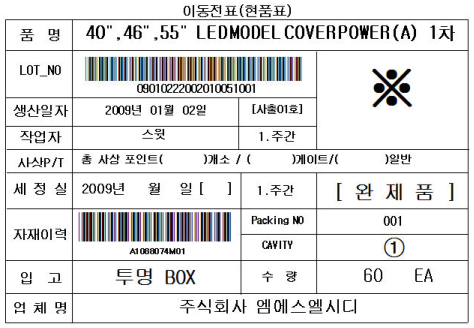 이동전표(현품표)
품 명 40",46",55" LEDMODEL COVERPOWER(A) 1차
LOT_NO 09010222002010051001 ※
생산일자 2009년 01월 02일 [사출01호]
작업자 스윗 1.주간
사상P/T 총 사상 포인트( )개소 / ( )게이트/( )일반
세 정 실 2009년 월 일 [ ] 1.주간 [ 완 제 품 ]
자재이력 A1088074M01 Packing NO 001
CAVITY ①
입 고 투명 BOX 수 량 60 EA
업 체 명 주식회사 엠에스엘시디